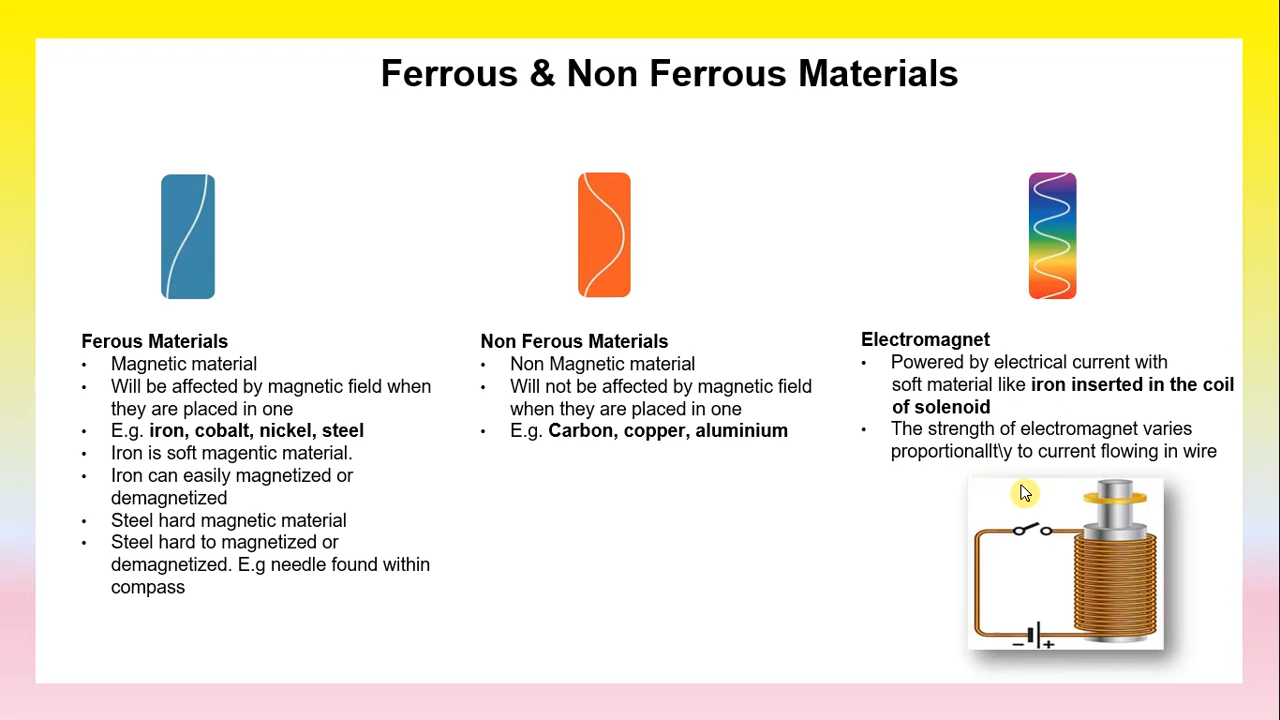 Ferrous & Non Ferrous Materials
Ferous Materials
• Magnetic material
• Will be affected by magnetic field when
they are placed in one
• E.g. iron, cobalt, nickel, steel
• Iron is soft magentic material.
• Iron can easily magnetized or
demagnetized
• Steel hard magnetic material
• Steel hard to magnetized or
demagnetized. E.g needle found within
compass
Non Ferous Materials
• Non Magnetic material
• Will not be affected by magnetic field
when they are placed in one
• E.g. Carbon, copper, aluminium
Electromagnet
• Powered by electrical current with
soft material like iron inserted in the coil
of solenoid
• The strength of electromagnet varies
proportionallt\y to current flowing in wire
− +